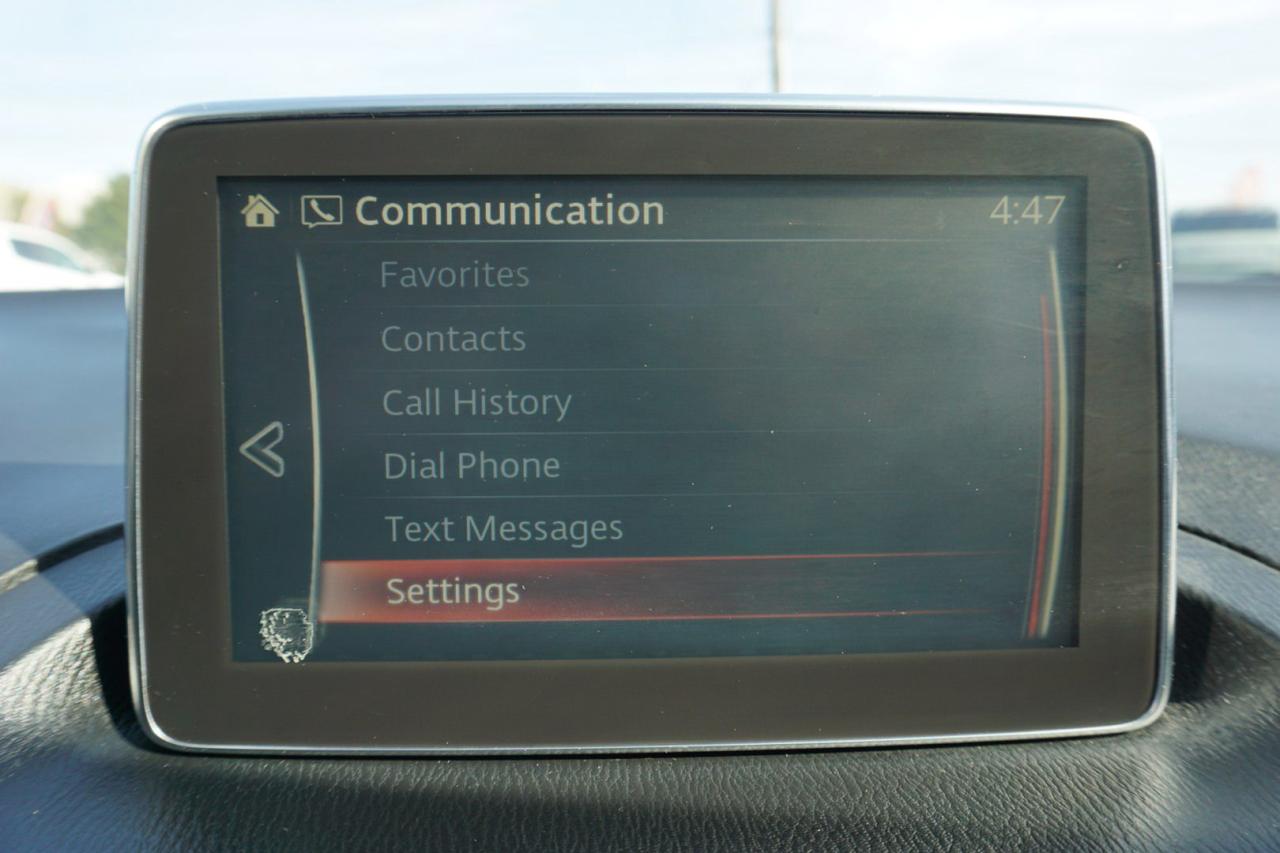 Communication 4:47
Favorites
Contacts
Call History
Dial Phone
Text Messages
Settings